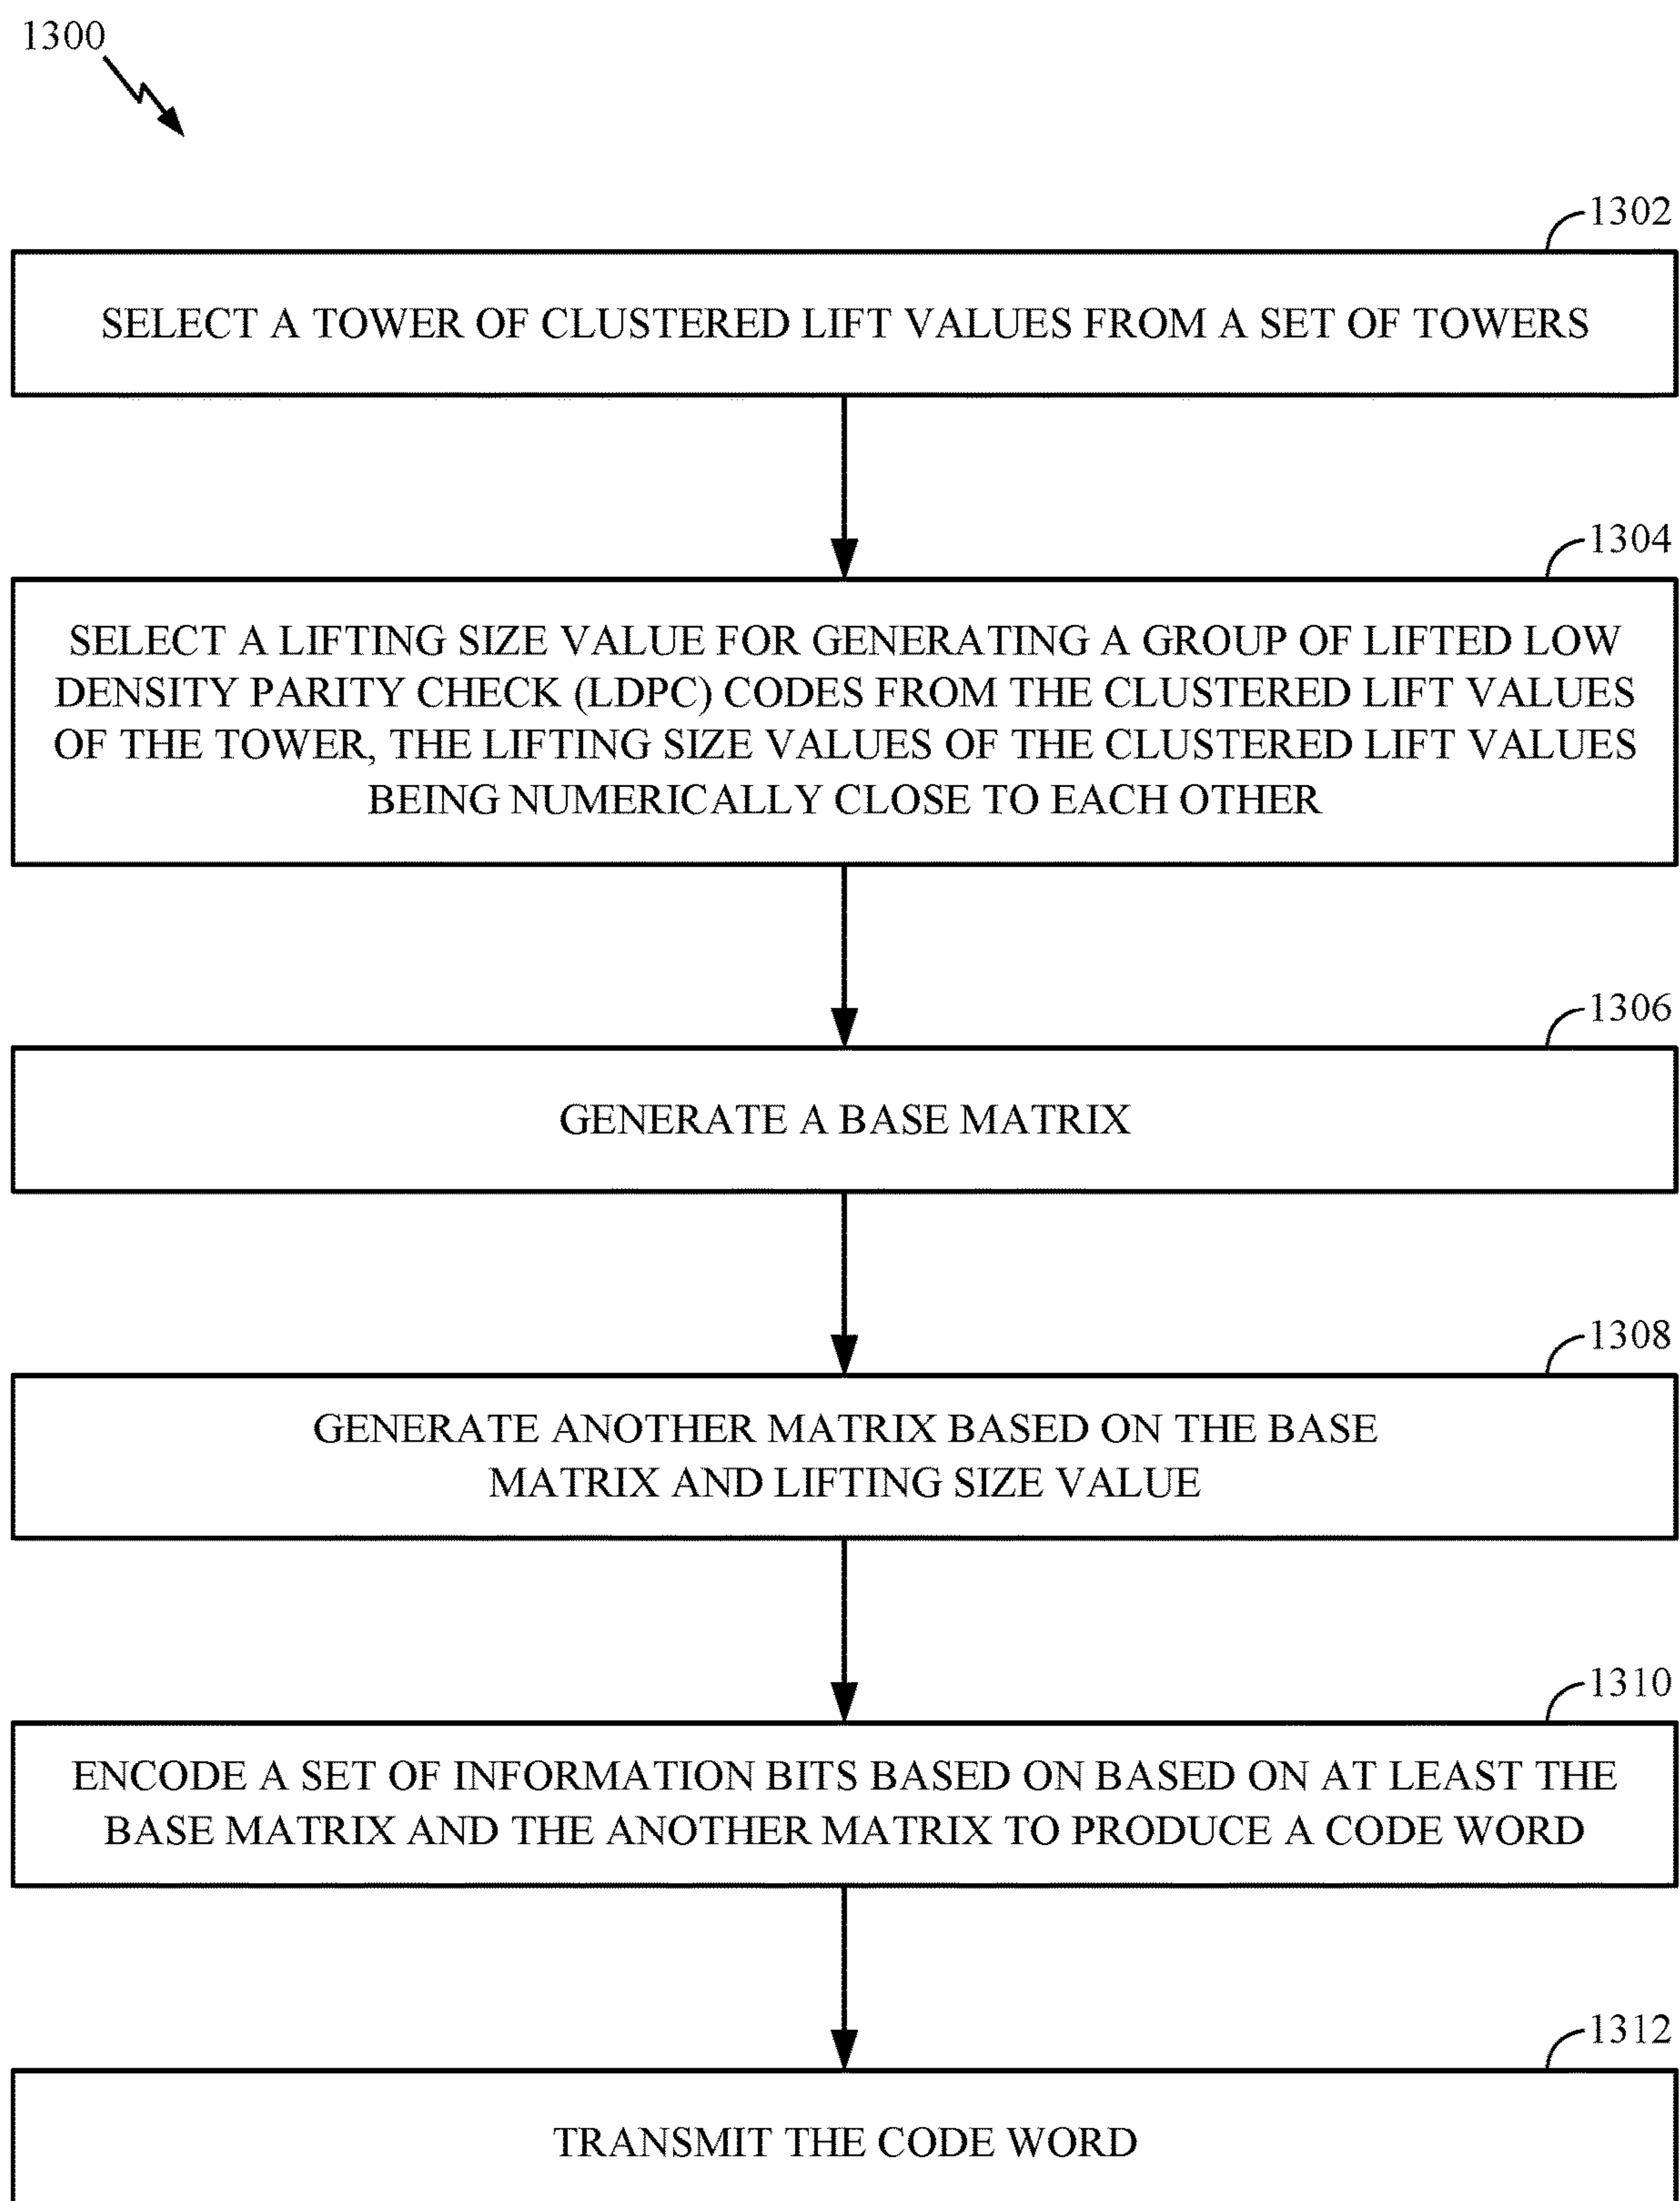 1300
1302
SELECT A TOWER OF CLUSTERED LIFT VALUES FROM A SET OF TOWERS
1304
SELECT A LIFTING SIZE VALUE FOR GENERATING A GROUP OF LIFTED LOW
DENSITY PARITY CHECK (LDPC) CODES FROM THE CLUSTERED LIFT VALUES
OF THE TOWER, THE LIFTING SIZE VALUES OF THE CLUSTERED LIFT VALUES
BEING NUMERICALLY CLOSE TO EACH OTHER
1306
GENERATE A BASE MATRIX
1308
GENERATE ANOTHER MATRIX BASED ON THE BASE
MATRIX AND LIFTING SIZE VALUE
1310
ENCODE A SET OF INFORMATION BITS BASED ON BASED ON AT LEAST THE
BASE MATRIX AND THE ANOTHER MATRIX TO PRODUCE A CODE WORD
1312
TRANSMIT THE CODE WORD